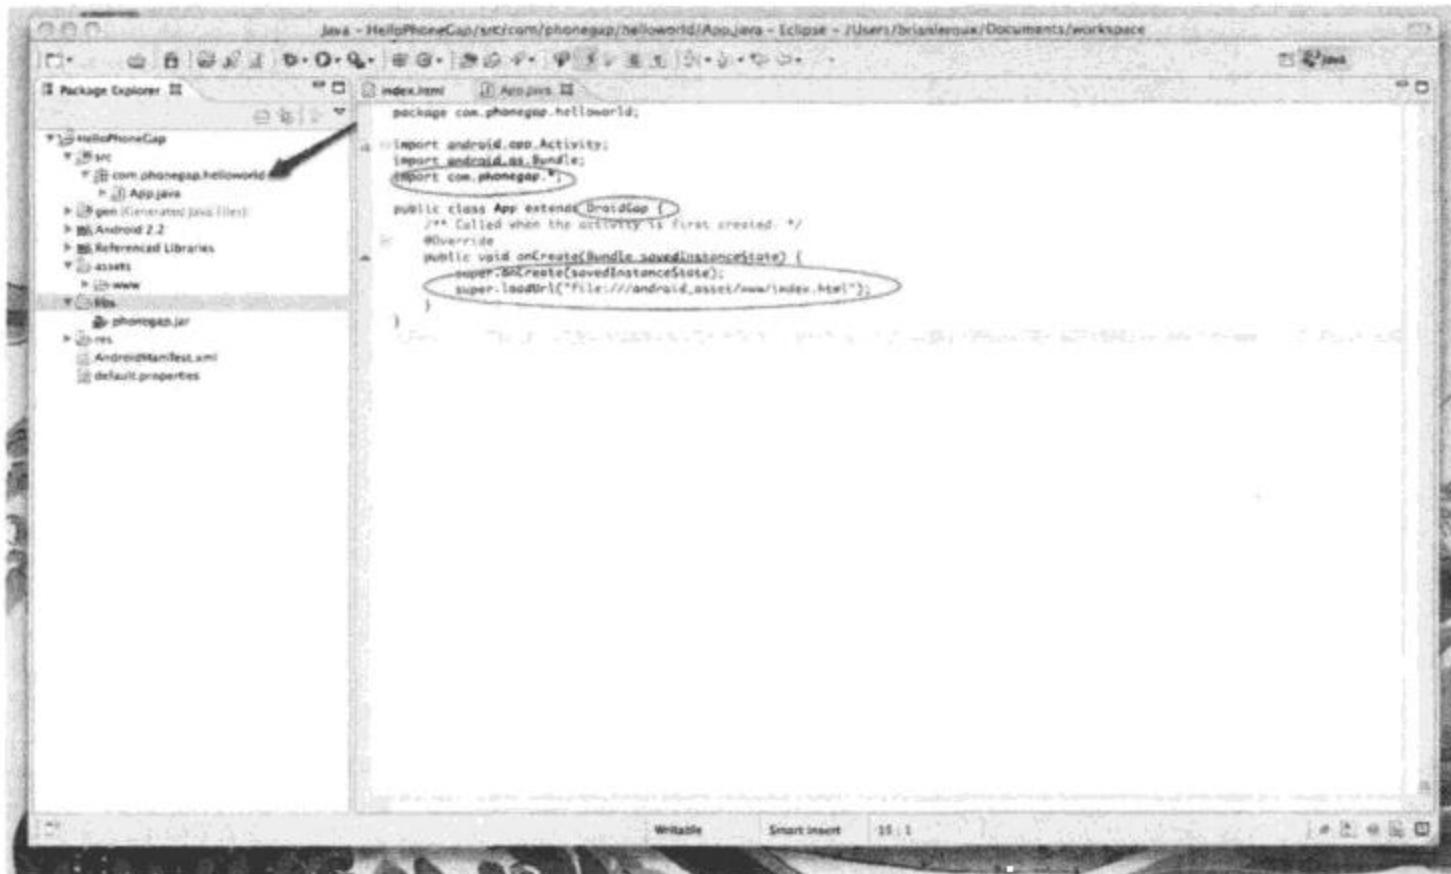 Java - HelloPhoneGap/src/com/phonegap/helloworld/App.java - Eclipse - /Users/brianleroux/Documents/workspace
Java
Package Explorer
index.html
App.java
HelloPhoneGap
src
com.phonegap.helloworld
App.java
gen [Generated Java Files]
Android 2.2
Referenced Libraries
assets
www
libs
phonegap.jar
res
AndroidManifest.xml
default.properties
package com.phonegap.helloworld;
import android.app.Activity;
import android.os.Bundle;
import com.phonegap.*;
public class App extends DroidGap {
/** Called when the activity is first created. */
@Override
public void onCreate(Bundle savedInstanceState) {
super.onCreate(savedInstanceState);
super.loadUrl("file:///android_asset/www/index.html");
}
}
Writable
Smart Insert
15 : 1